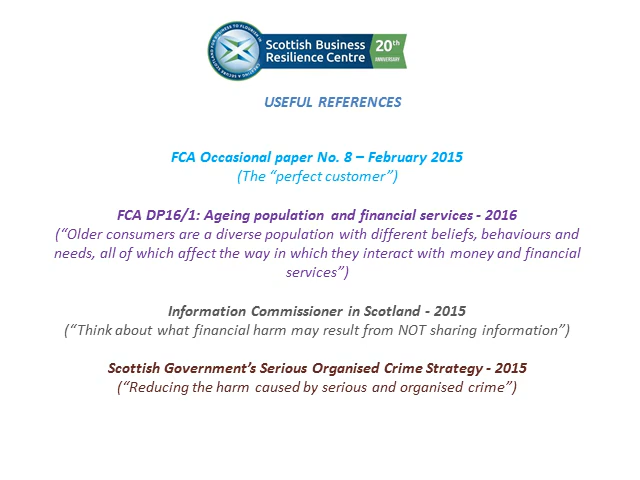 Scottish Business
Resilience Centre
20th
ANNIVERSARY
USEFUL REFERENCES
FCA Occasional paper No. 8 – February 2015
(The “perfect customer”)
FCA DP16/1: Ageing population and financial services - 2016
(“Older consumers are a diverse population with different beliefs, behaviours and
needs, all of which affect the way in which they interact with money and financial
services”)
Information Commissioner in Scotland - 2015
(“Think about what financial harm may result from NOT sharing information”)
Scottish Government’s Serious Organised Crime Strategy - 2015
(“Reducing the harm caused by serious and organised crime”)